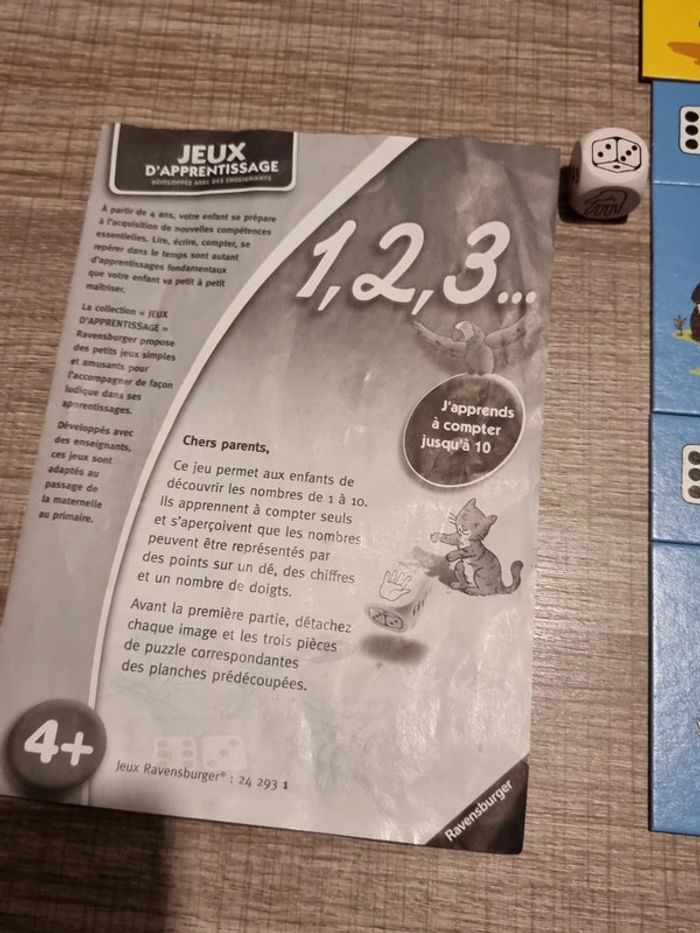 JEUX
D'APPRENTISSAGE
DÉVELOPPÉS AVEC DES ENSEIGNANTS
À partir de 4 ans, votre enfant se prépare
à l'acquisition de nouvelles compétences
essentielles. Lire, écrire, compter, se
repérer dans le temps sont autant
d'apprentissages fondamentaux
que votre enfant va petit à petit
maîtriser.
La collection « JEUX
D'APPRENTISSAGE »
Ravensburger propose
des petits jeux simples
et amusants pour
l'accompagner de façon
ludique dans ses
apprentissages.
Développés avec
des enseignants,
ces jeux sont
adaptés au
passage de
la maternelle
au primaire.
1,2,3...
J'apprends
à compter
jusqu'à 10
Chers parents,
Ce jeu permet aux enfants de
découvrir les nombres de 1 à 10.
Ils apprennent à compter seuls
et s'aperçoivent que les nombres
peuvent être représentés par
des points sur un dé, des chiffres
et un nombre de doigts.
Avant la première partie, détachez
chaque image et les trois pièces
de puzzle correspondantes
des planches prédécoupées.
4+
Jeux Ravensburger® : 24 293 1
Ravensburger